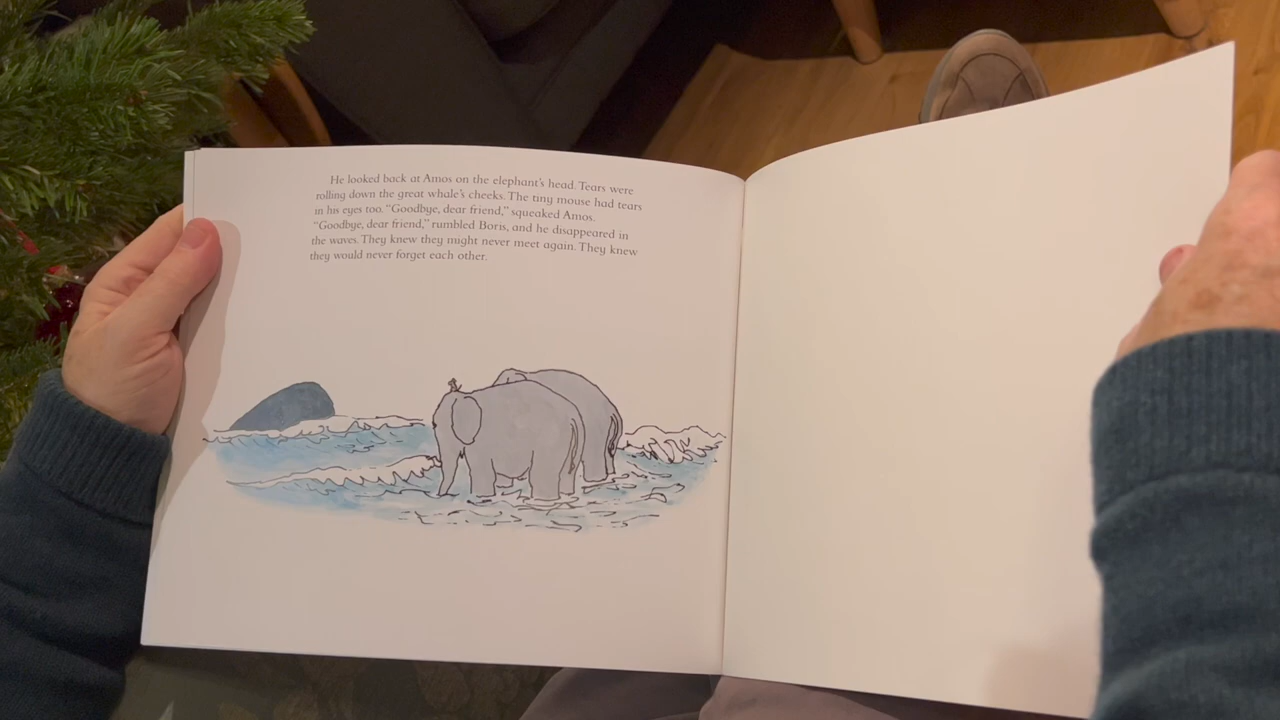 He looked back at Amos on the elephant's head. Tears were
rolling down the great whale's cheeks. The tiny mouse had tears
in his eyes too. "Goodbye, dear friend," squeaked Amos.
"Goodbye, dear friend," rumbled Boris, and he disappeared in
the waves. They knew they might never meet again. They knew
they would never forget each other.